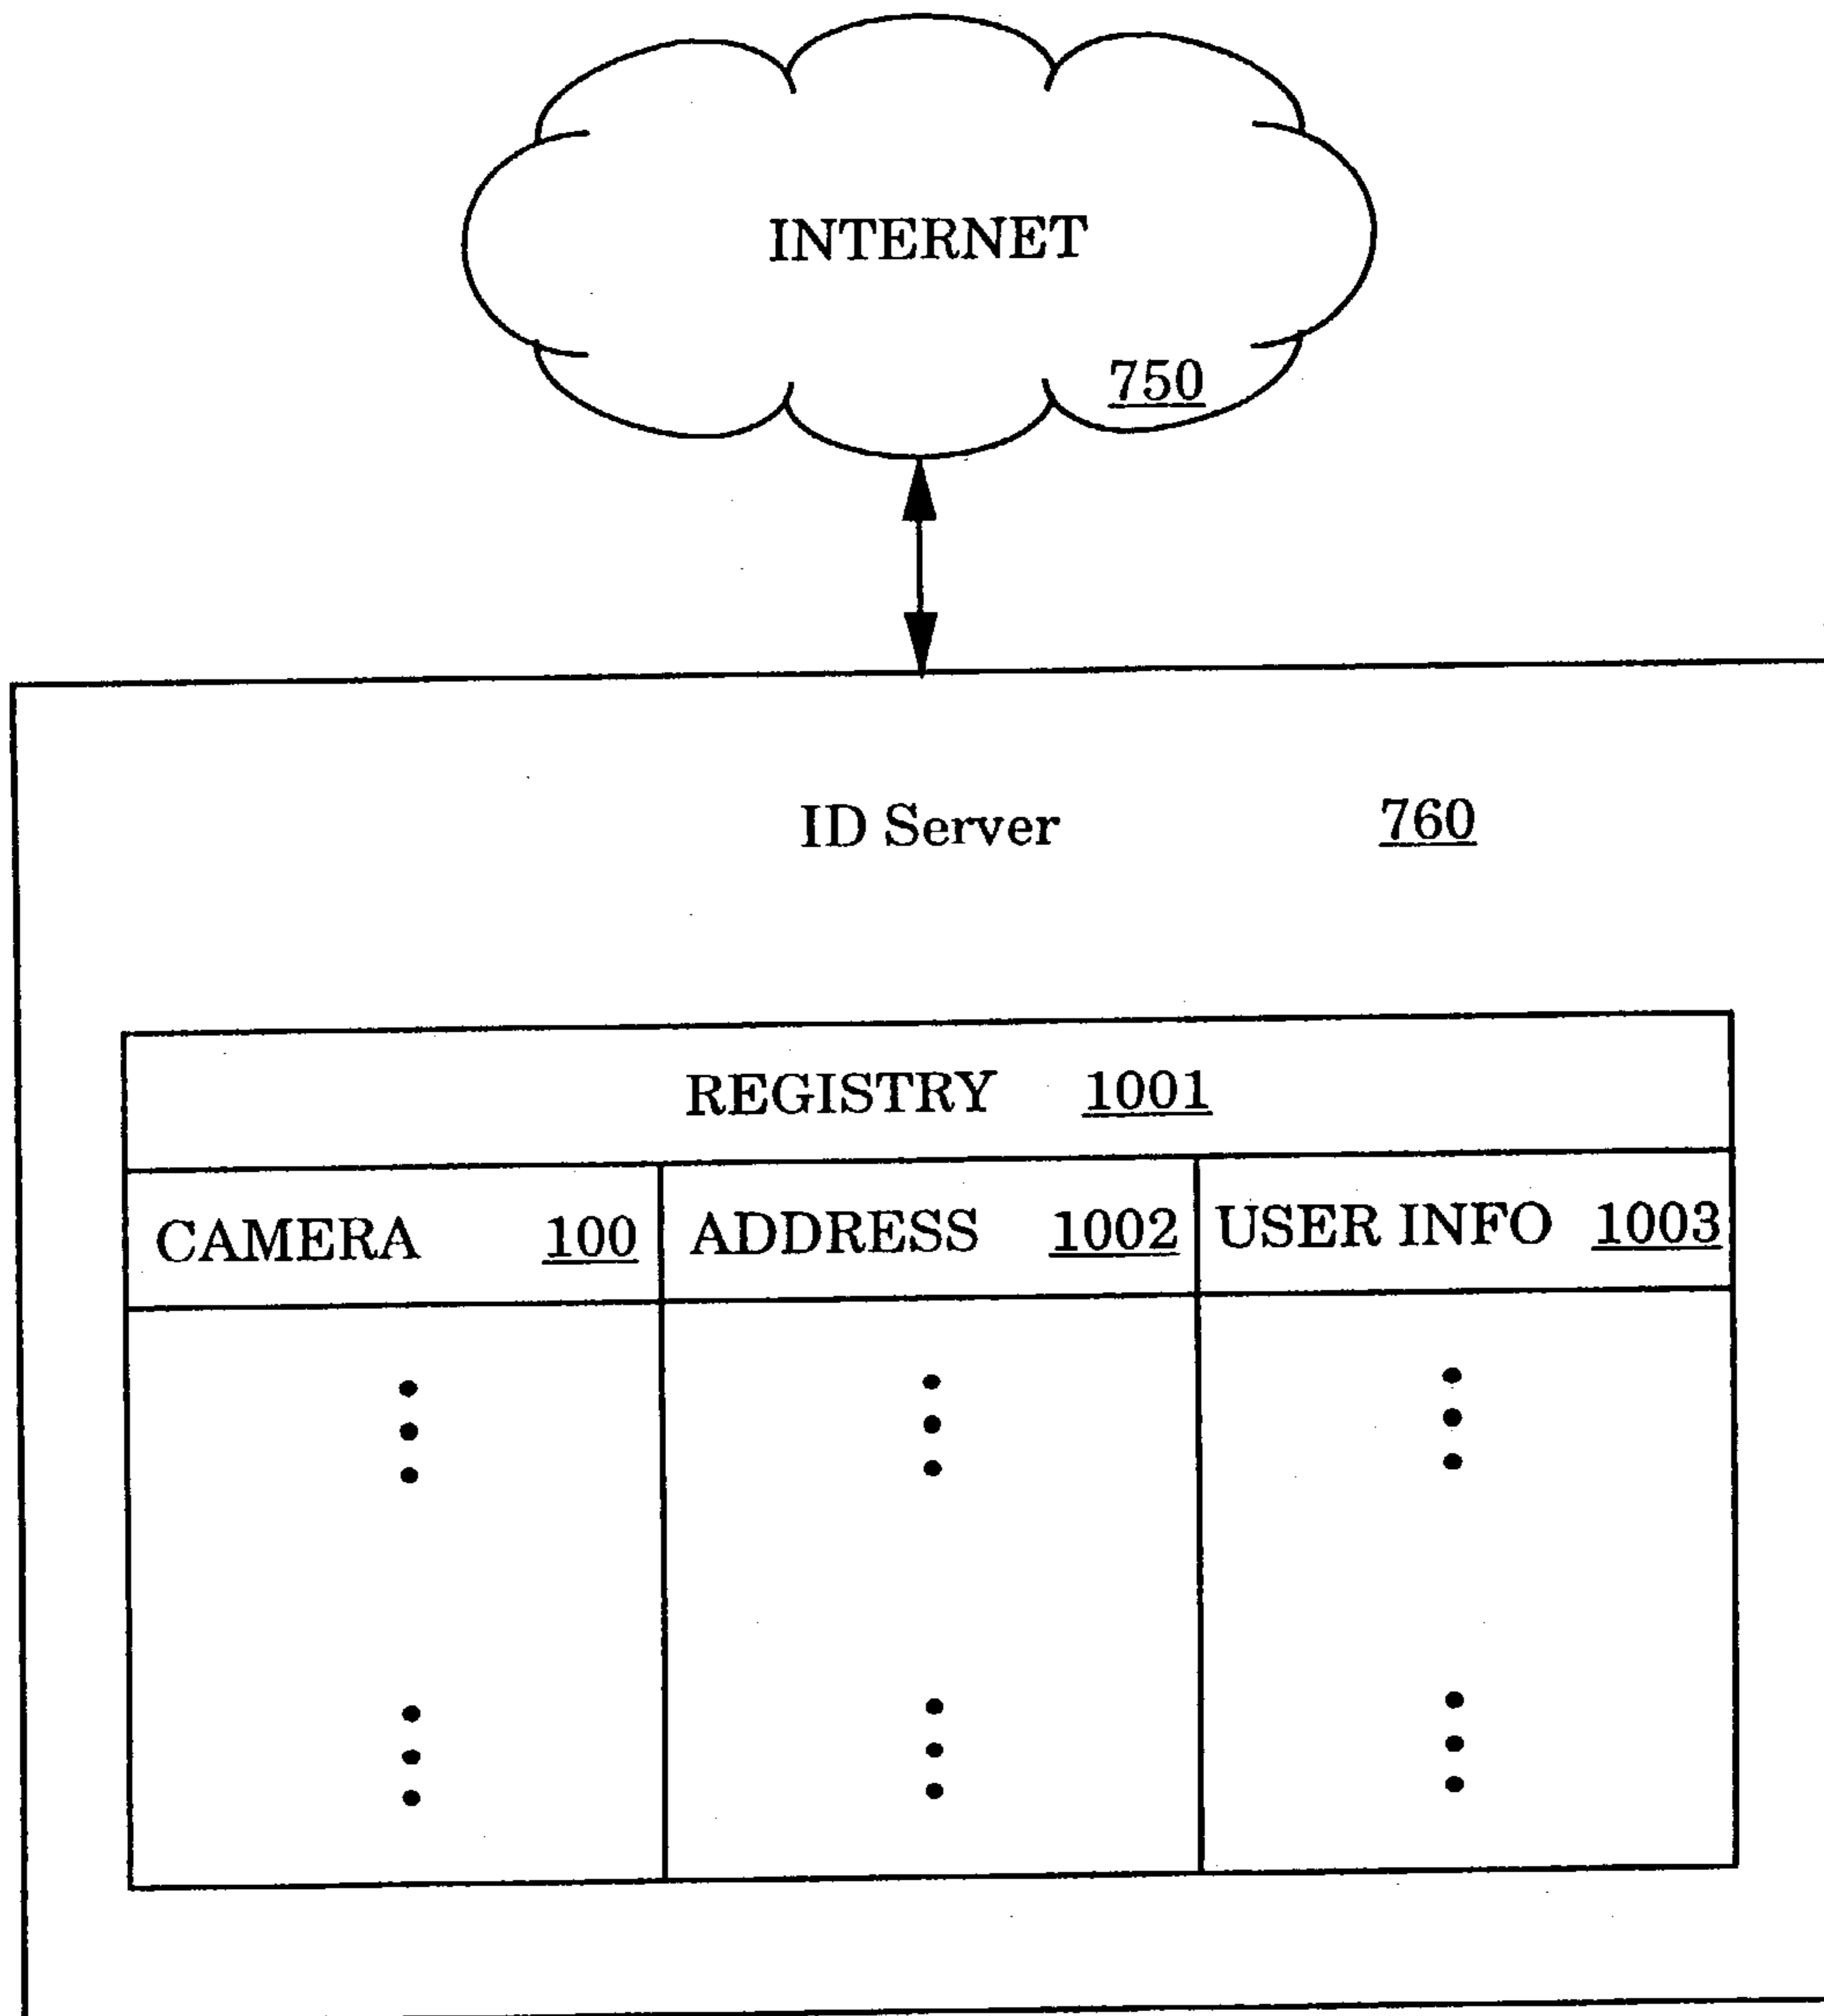 INTERNET
750
ID Server 760
REGISTRY 1001
CAMERA 100 ADDRESS 1002 USER INFO 1003